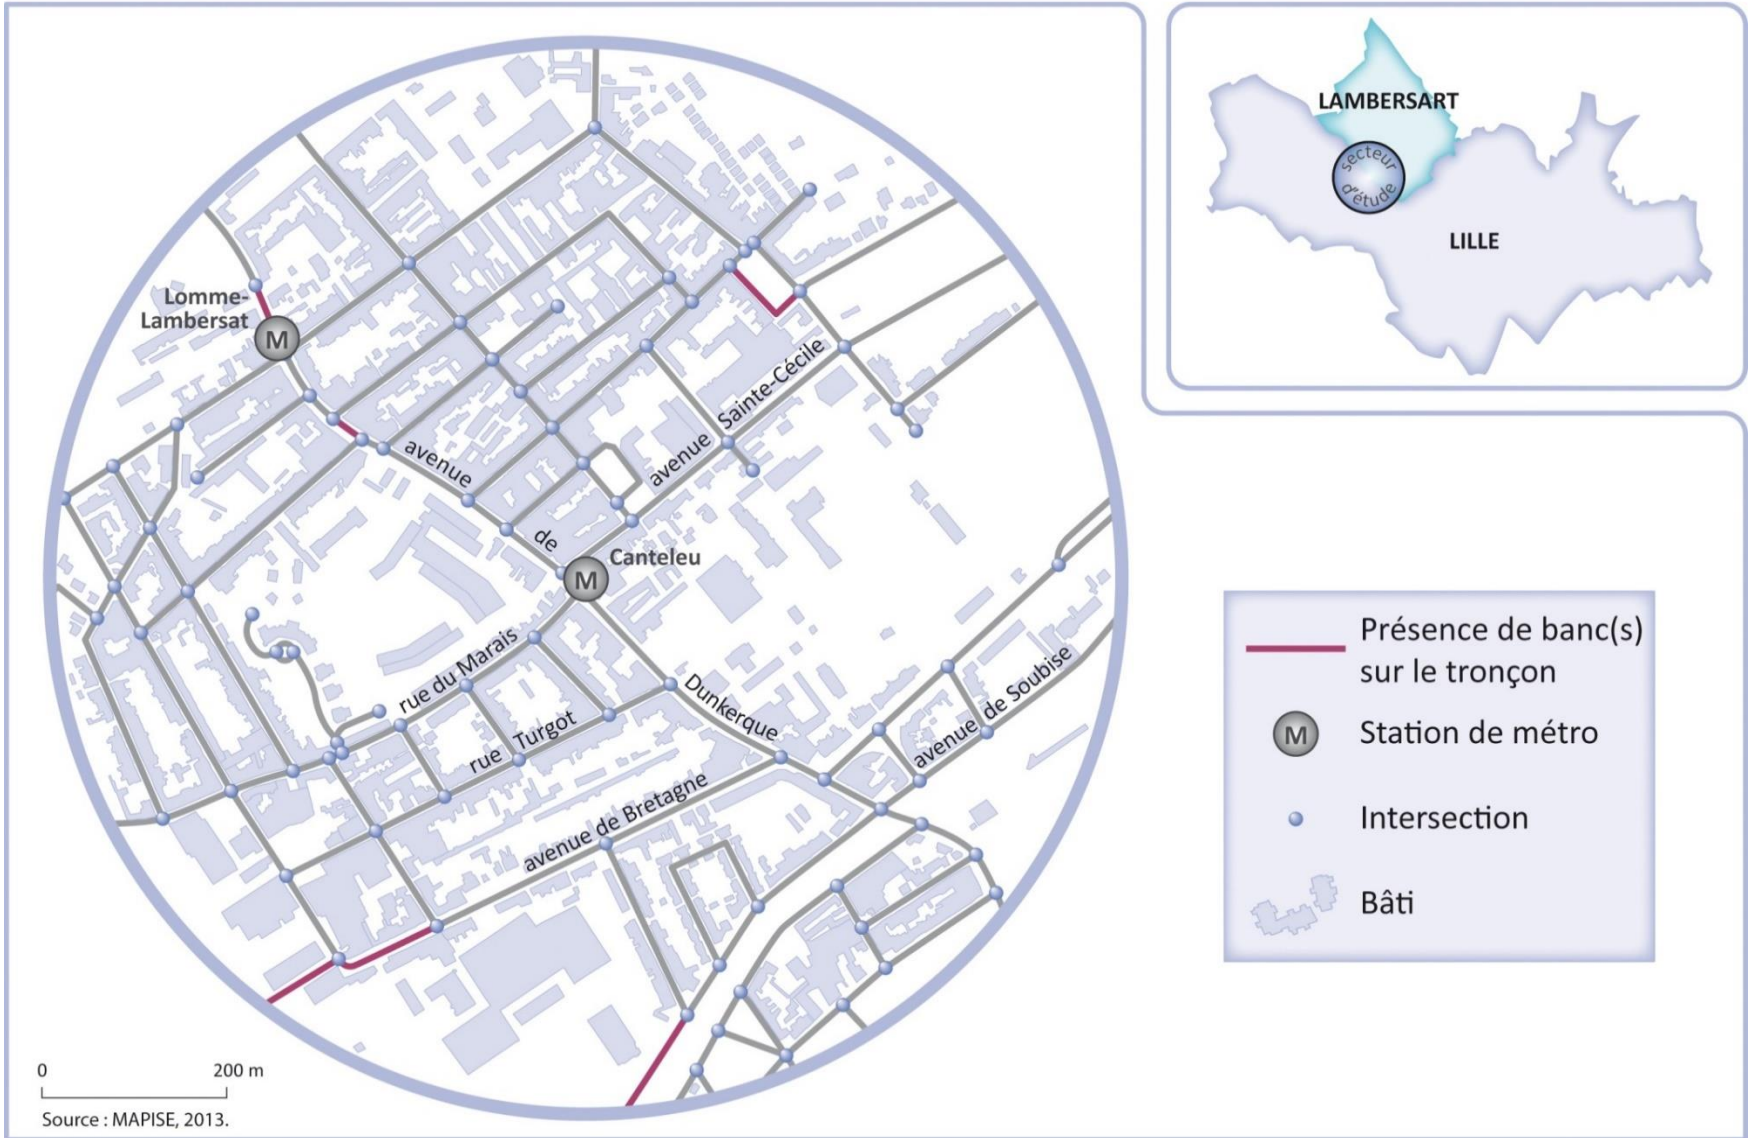 LAMBERSART
secteur
d'étude
LILLE
Lomme-
Lambersat
M
avenue Sainte-Cécile
avenue
de
Canteleu
M
Dunkerque
rue du Marais
rue Turgot
avenue de Soubise
avenue de Bretagne
0 200 m
Source : MAPISE, 2013.
Présence de banc(s)
sur le tronçon
M
Station de métro
Intersection
Bâti